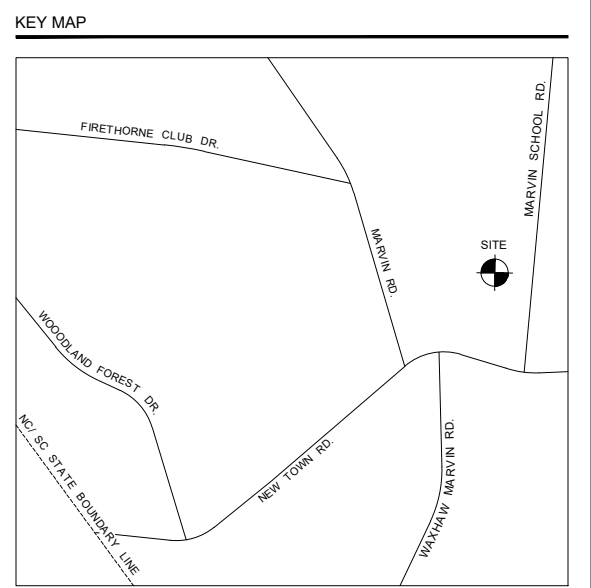 KEY MAP
FIRETHORNE CLUB DR.
MARVIN SCHOOL RD.
MARVIN RD.
SITE
WOOODLAND FOREST DR.
NC/ SC STATE BOUNDARY LINE
NEW TOWN RD.
WAXHAW MARVIN RD.